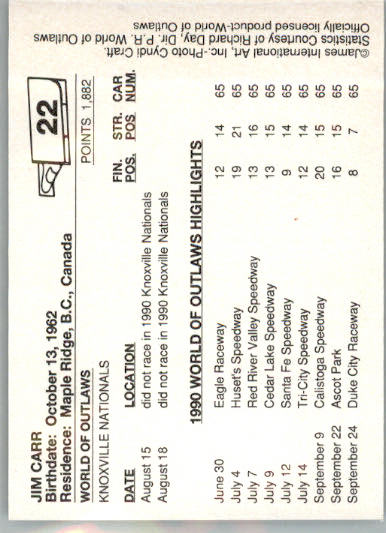 JIM CARR
Birthdate: October 13, 1962
Residence: Maple Ridge, B.C., Canada
22
WORLD OF OUTLAWS POINTS 1,882
KNOXVILLE NATIONALS
FIN. STR. CAR
DATE LOCATION POS. POS. NUM.
August 15 did not race in 1990 Knoxville Nationals
August 18 did not race in 1990 Knoxville Nationals
1990 WORLD OF OUTLAWS HIGHLIGHTS
June 30 Eagle Raceway 12 14 65
July 4 Huset's Speedway 19 21 65
July 7 Red River Valley Speedway 13 16 65
July 9 Cedar Lake Speedway 13 15 65
July 12 Santa Fe Speedway 9 14 65
July 14 Tri-City Speedway 12 14 65
September 9 Calistoga Speedway 20 15 65
September 22 Ascot Park 16 15 65
September 24 Duke City Raceway 8 7 65
©James International Art, Inc.-Photo Cyndi Craft.
Statistics Courtesy of Richard Day, Dir. P.R. World of Outlaws
Officially licensed product-World of Outlaws